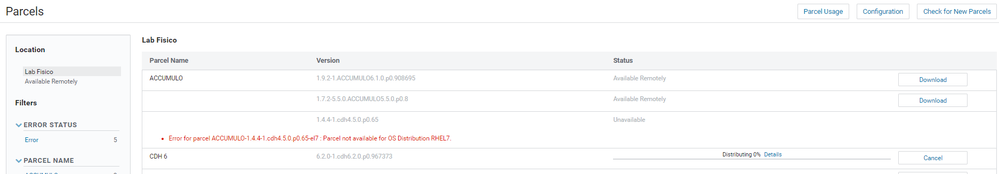 Parcels
Parcel Usage
Configuration
Check for New Parcels
Location
Lab Fisico
Available Remotely
Filters
ERROR STATUS
Error 5
PARCEL NAME
Lab Fisico
Parcel Name Version Status
ACCUMULO 1.9.2-1.ACCUMULO6.1.0.p0.908695 Available Remotely Download
1.7.2-5.5.0.ACCUMULO5.5.0.p0.8 Available Remotely Download
1.4.4-1.cdh4.5.0.p0.65 Unavailable
Error for parcel ACCUMULO-1.4.4-1.cdh4.5.0.p0.65-el7 : Parcel not available for OS Distribution RHEL7.
CDH 6 6.2.0-1.cdh6.2.0.p0.967373 Distributing 0% Details Cancel